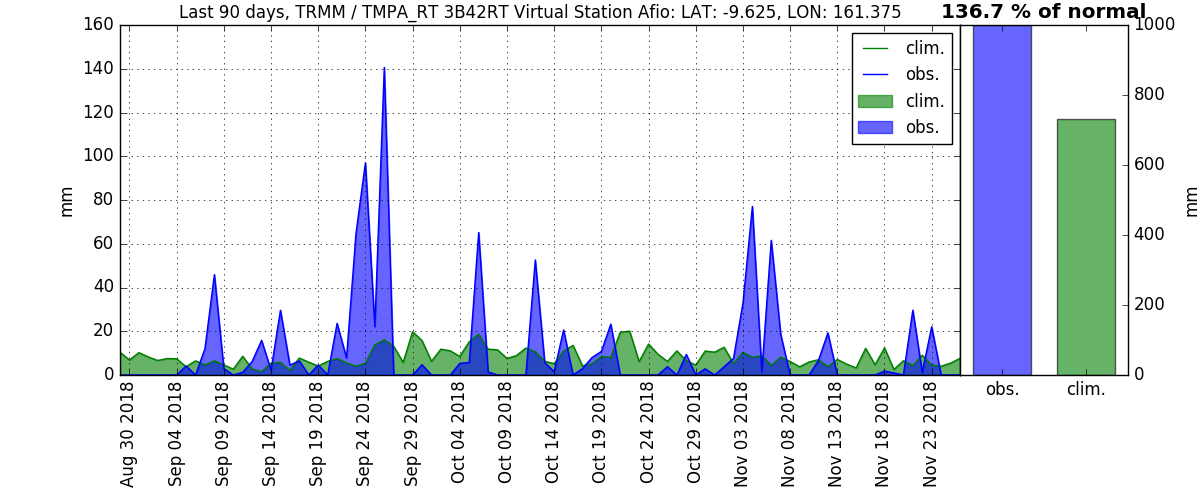 Last 90 days, TRMM / TMPA_RT 3B42RT Virtual Station Afio: LAT: -9.625, LON: 161.375
136.7 % of normal
160
140
120
100
80
60
40
20
0
mm
clim.
obs.
clim.
obs.
1000
800
600
400
200
0
mm
obs.
clim.
Aug 30 2018
Sep 04 2018
Sep 09 2018
Sep 14 2018
Sep 19 2018
Sep 24 2018
Sep 29 2018
Oct 04 2018
Oct 09 2018
Oct 14 2018
Oct 19 2018
Oct 24 2018
Oct 29 2018
Nov 03 2018
Nov 08 2018
Nov 13 2018
Nov 18 2018
Nov 23 2018